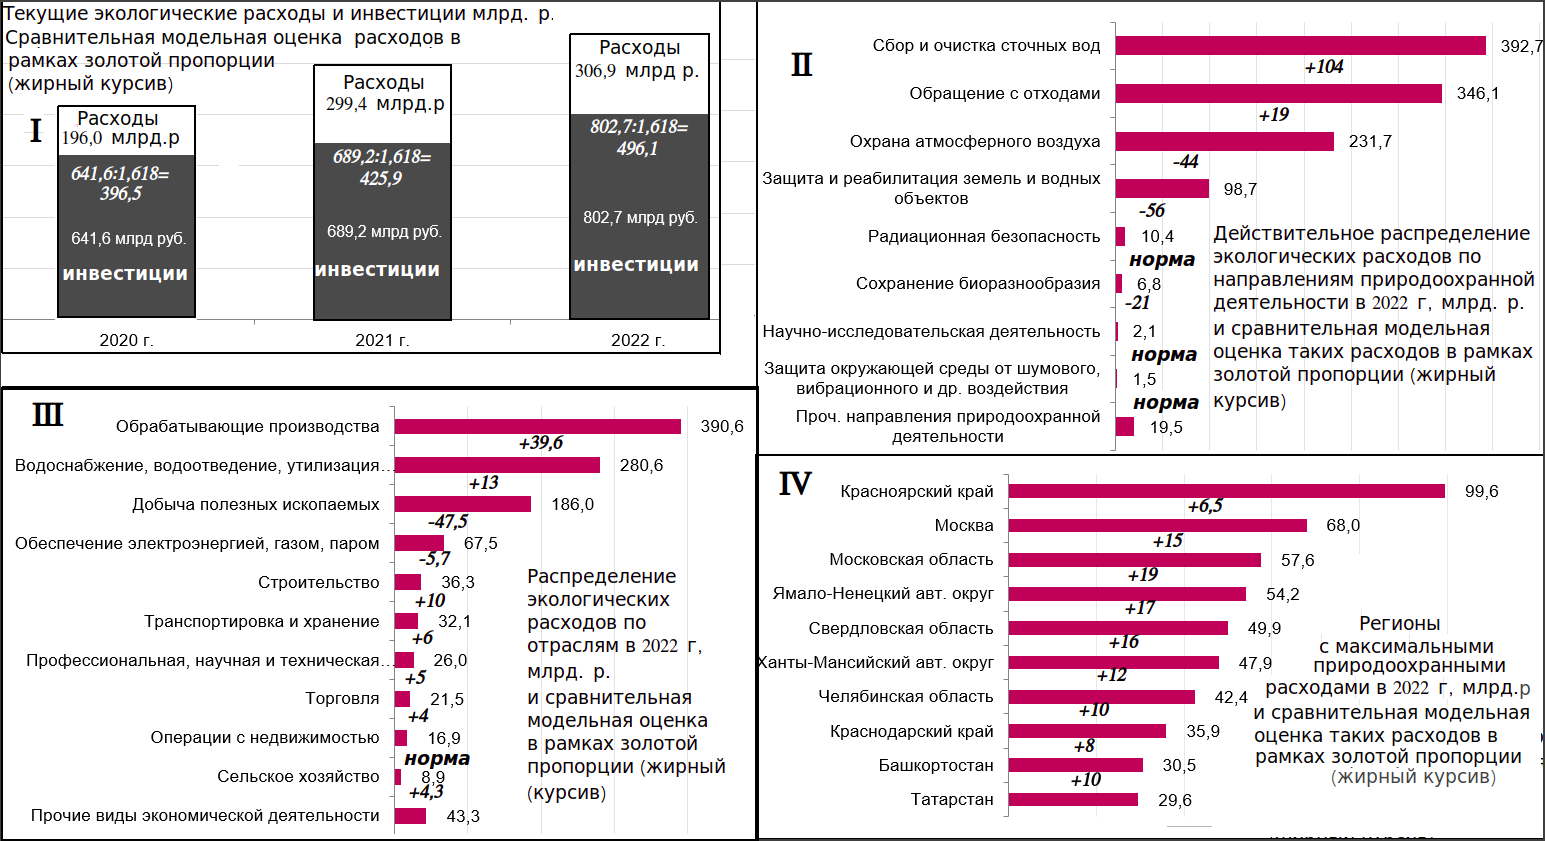 Текущие экологические расходы и инвестиции млрд. р.
Сравнительная модельная оценка расходов в
рамках золотой пропорции
(жирный курсив)
I
Расходы
196,0 млрд.р
641,6:1,618=
396,5
641,6 млрд руб.
инвестиции
Расходы
299,4 млрд.р
689,2:1,618=
425,9
689,2 млрд руб.
инвестиции
Расходы
306,9 млрд р.
802,7:1,618=
496,1
802,7 млрд руб.
инвестиции
2020 г.
2021 г.
2022 г.
II
Сбор и очистка сточных вод 392,7
+104
Обращение с отходами 346,1
+19
Охрана атмосферного воздуха 231,7
-44
Защита и реабилитация земель и водных
объектов 98,7
-56
Радиационная безопасность 10,4
норма
Сохранение биоразнообразия 6,8
-21
Научно-исследовательская деятельность 2,1
норма
Защита окружающей среды от шумового,
вибрационного и др. воздействия 1,5
норма
Проч. направления природоохранной
деятельности 19,5
Действительное распределение
экологических расходов по
направлениям природоохранной
деятельности в 2022 г, млрд. р.
и сравнительная модельная
оценка таких расходов в рамках
золотой пропорции (жирный
курсив)
III
Обрабатывающие производства 390,6
+39,6
Водоснабжение, водоотведение, утилизация… 280,6
+13
Добыча полезных ископаемых 186,0
-47,5
Обеспечение электроэнергией, газом, паром 67,5
-5,7
Строительство 36,3
+10
Транспортировка и хранение 32,1
+6
Профессиональная, научная и техническая… 26,0
+5
Торговля 21,5
+4
Операции с недвижимостью 16,9
норма
Сельское хозяйство 8,9
+4,3
Прочие виды экономической деятельности 43,3
Распределение
экологических
расходов по
отраслям в 2022 г,
млрд. р.
и сравнительная
модельная оценка
в рамках золотой
пропорции (жирный
(курсив)
IV
Красноярский край 99,6
+6,5
Москва 68,0
+15
Московская область 57,6
+19
Ямало-Ненецкий авт. округ 54,2
+17
Свердловская область 49,9
+16
Ханты-Мансийский авт. округ 47,9
+12
Челябинская область 42,4
+10
Краснодарский край 35,9
+8
Башкортостан 30,5
+10
Татарстан 29,6
Регионы
с максимальными
природоохранными
расходами в 2022 г, млрд.р
и сравнительная модельная
оценка таких расходов в
рамках золотой пропорции
(жирный курсив)